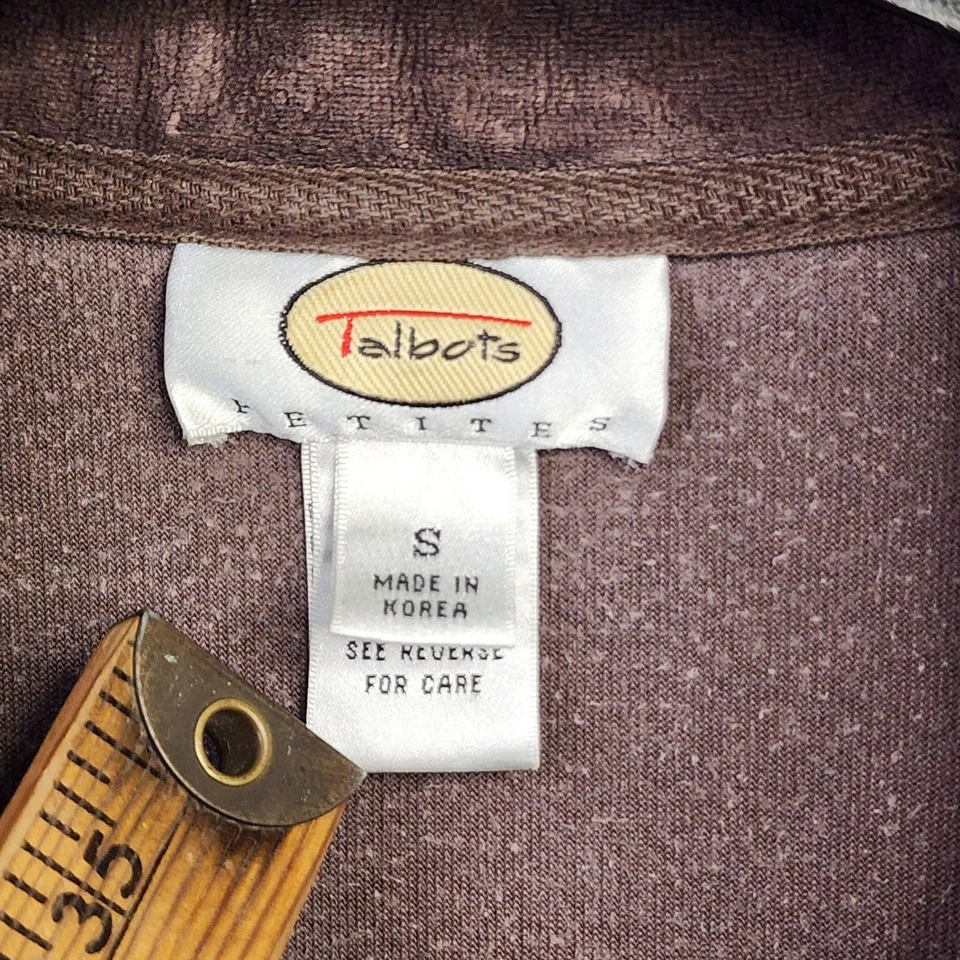 Talbots
PETITES
S
MADE IN
KOREA
SEE REVERSE
FOR CARE
35